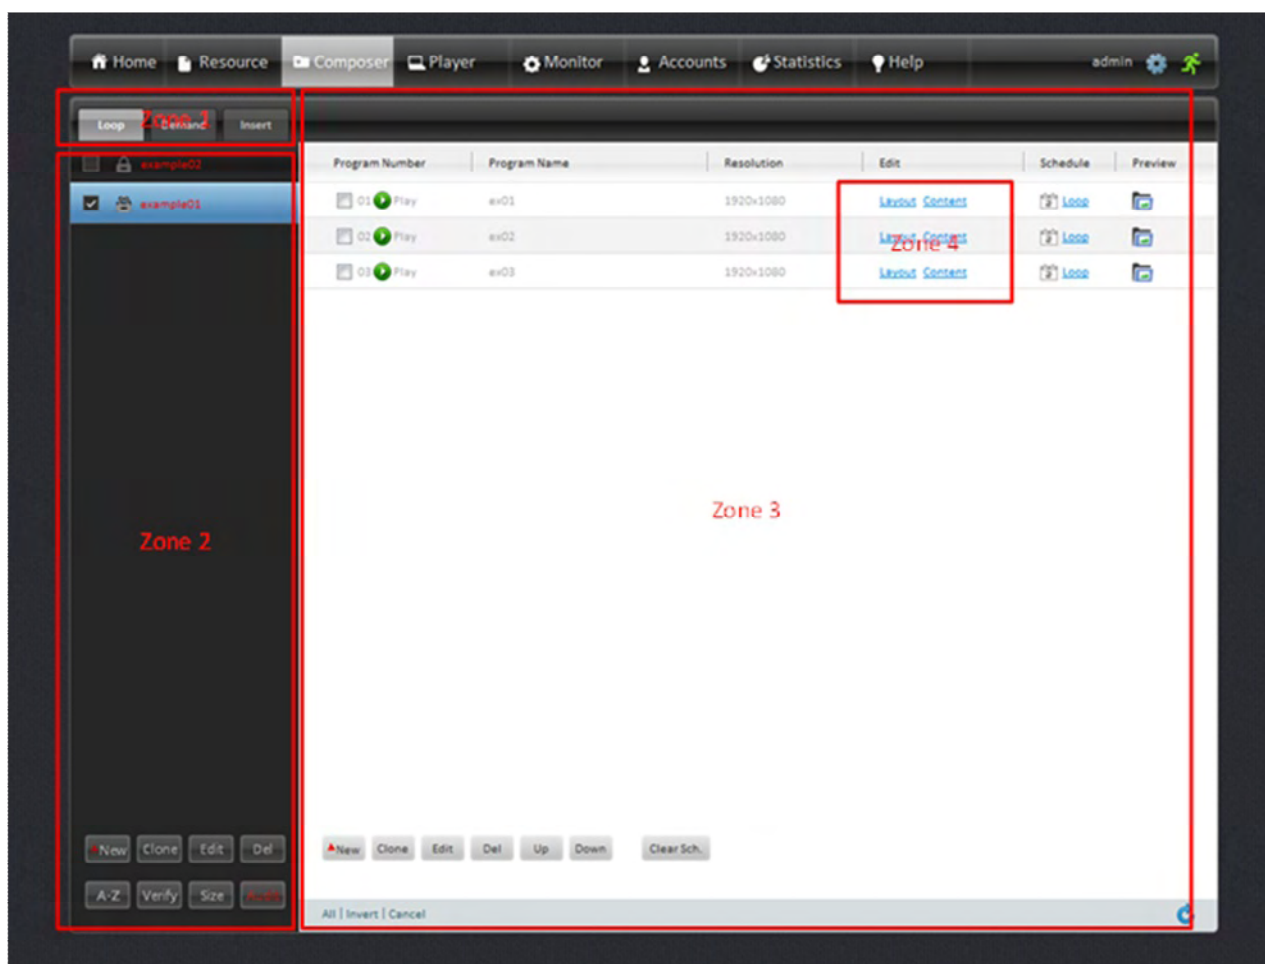 Home Resource Composer Player Monitor Accounts Statistics Help admin
Loop Demand Insert
Zone 1
example02
Program Number Program Name Resolution Edit Schedule Preview
example01
01 Play ex01 1920x1080 Layout Content Loop
02 Play ex02 1920x1080 Layout Content Loop
Zone 4
03 Play ex03 1920x1080 Layout Content Loop
Zone 3
Zone 2
New Clone Edit Del
New Clone Edit Del Up Down Clear Sch.
A-Z Verify Size
All | Invert | Cancel